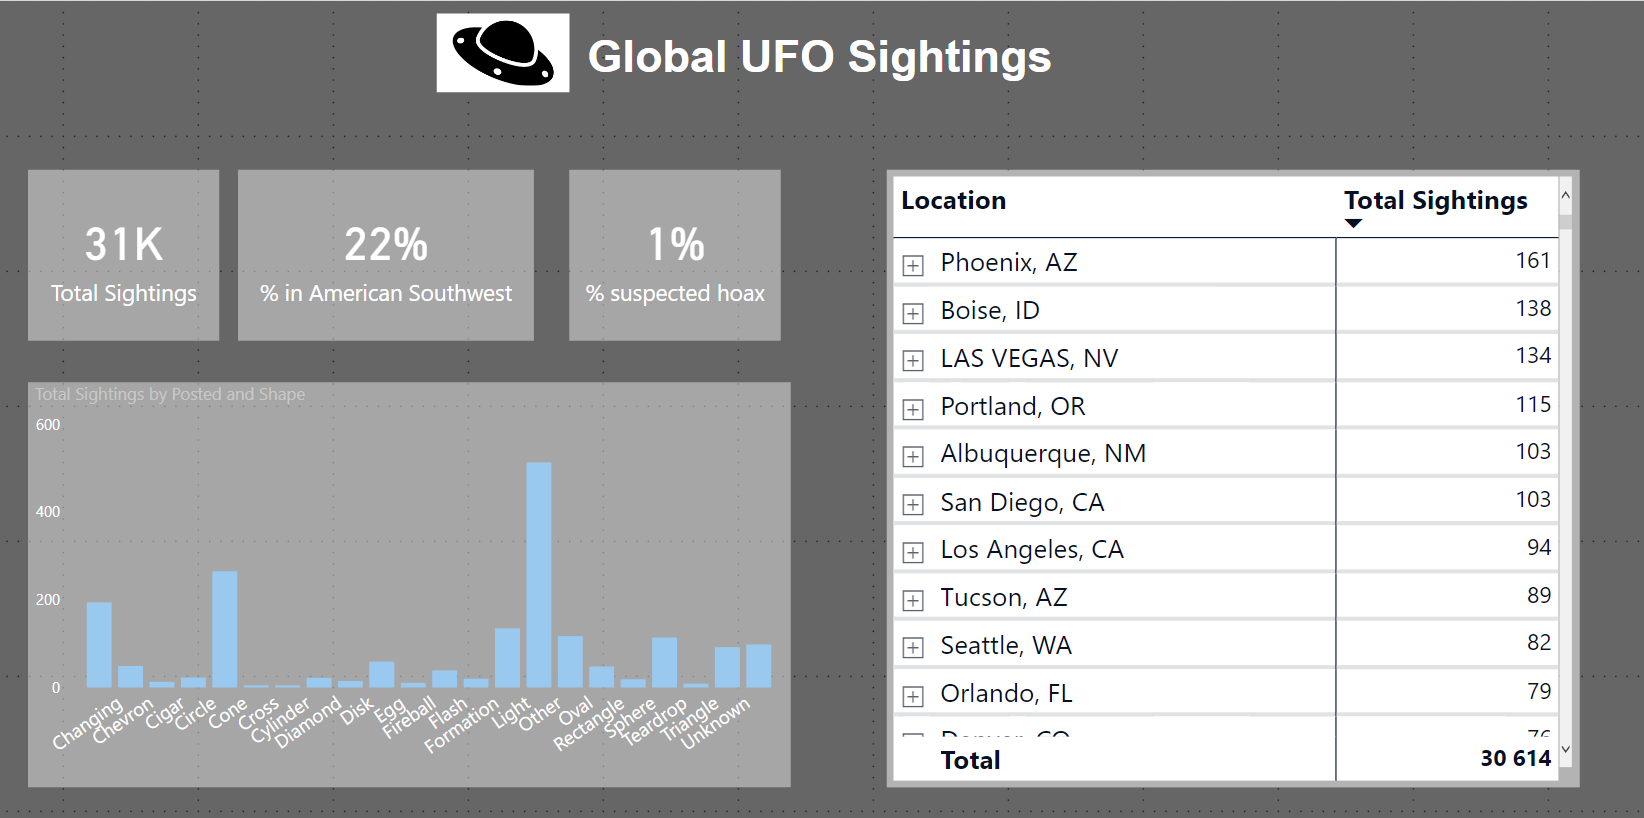 Global UFO Sightings
31K
Total Sightings
22%
% in American Southwest
1%
% suspected hoax
Total Sightings by Posted and Shape
600
400
200
0
Changing
Chevron
Cigar
Circle
Cone
Cross
Cylinder
Diamond
Disk
Egg
Fireball
Flash
Formation
Light
Other
Oval
Rectangle
Sphere
Teardrop
Triangle
Unknown
Location Total Sightings
Phoenix, AZ 161
Boise, ID 138
LAS VEGAS, NV 134
Portland, OR 115
Albuquerque, NM 103
San Diego, CA 103
Los Angeles, CA 94
Tucson, AZ 89
Seattle, WA 82
Orlando, FL 79
Denver, CO 76
Total 30 614